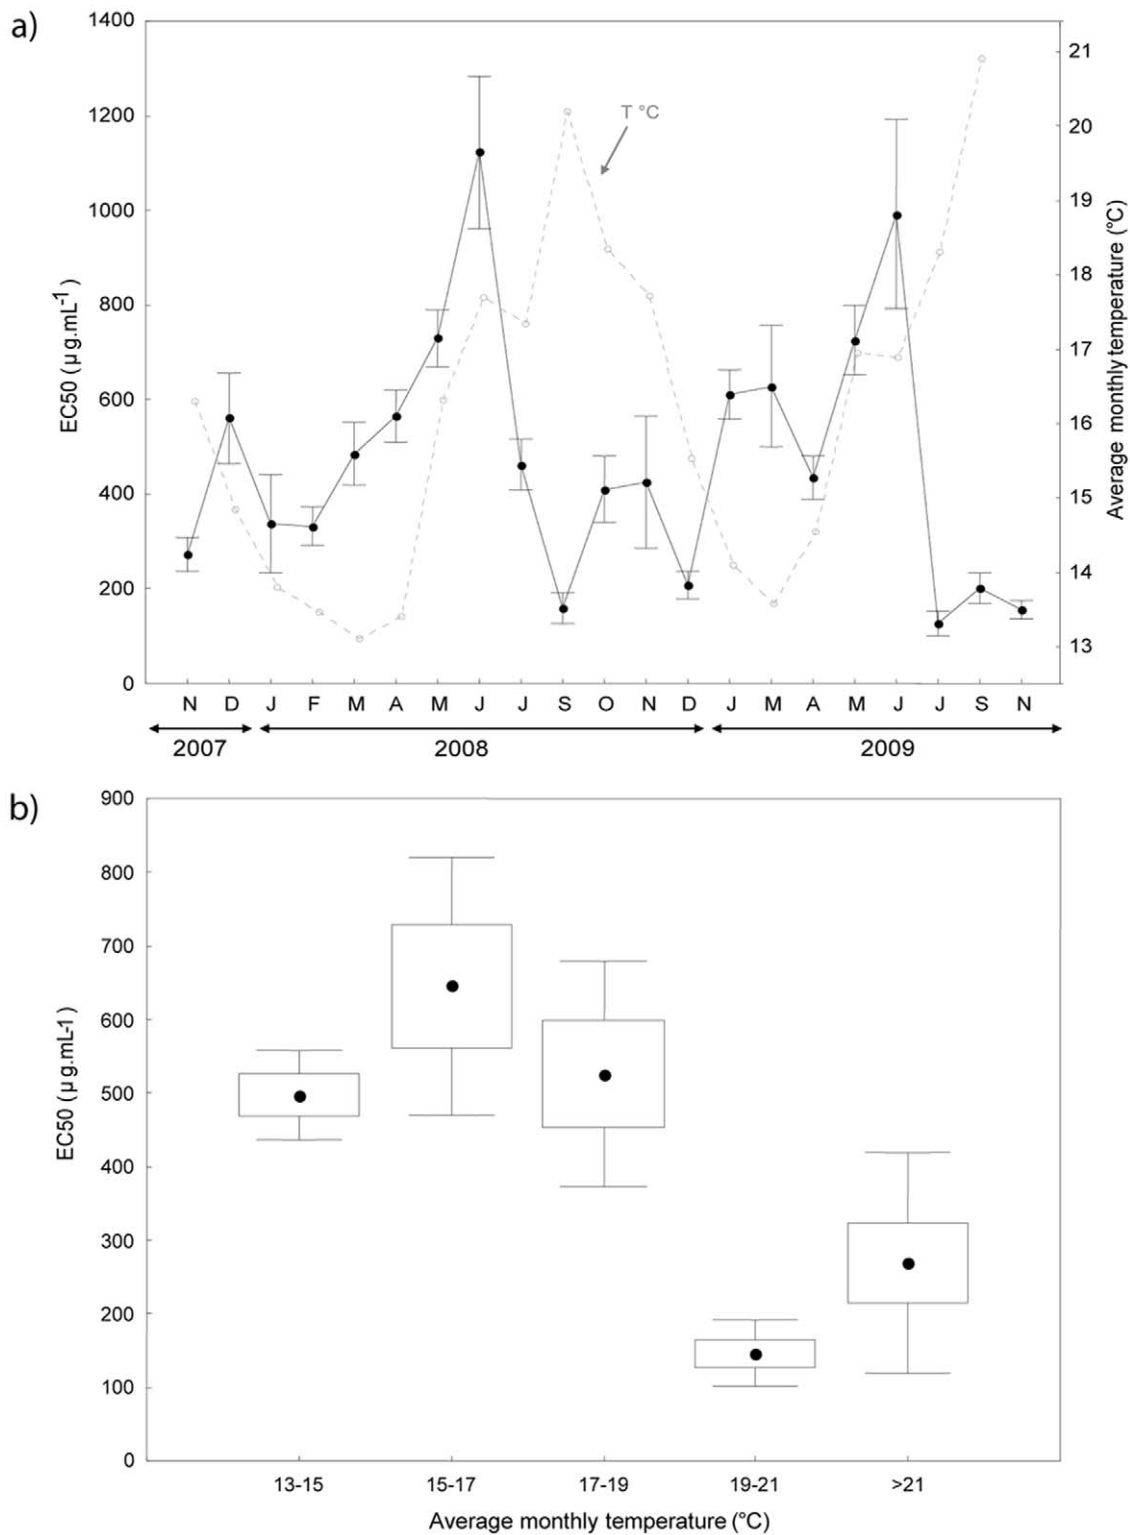 a)
1400
1200
1000
800
600
400
200
0
EC50 ( µ g.mL-1 )
T °C
21
20
19
18
17
16
15
14
13
Average monthly temperature (°C)
N D J F M A M J J S O N D J M A M J J S N
2007 2008 2009
b)
900
800
700
600
500
400
300
200
100
0
EC50 ( µ g.mL-1 )
13-15 15-17 17-19 19-21 >21
Average monthly temperature (°C)